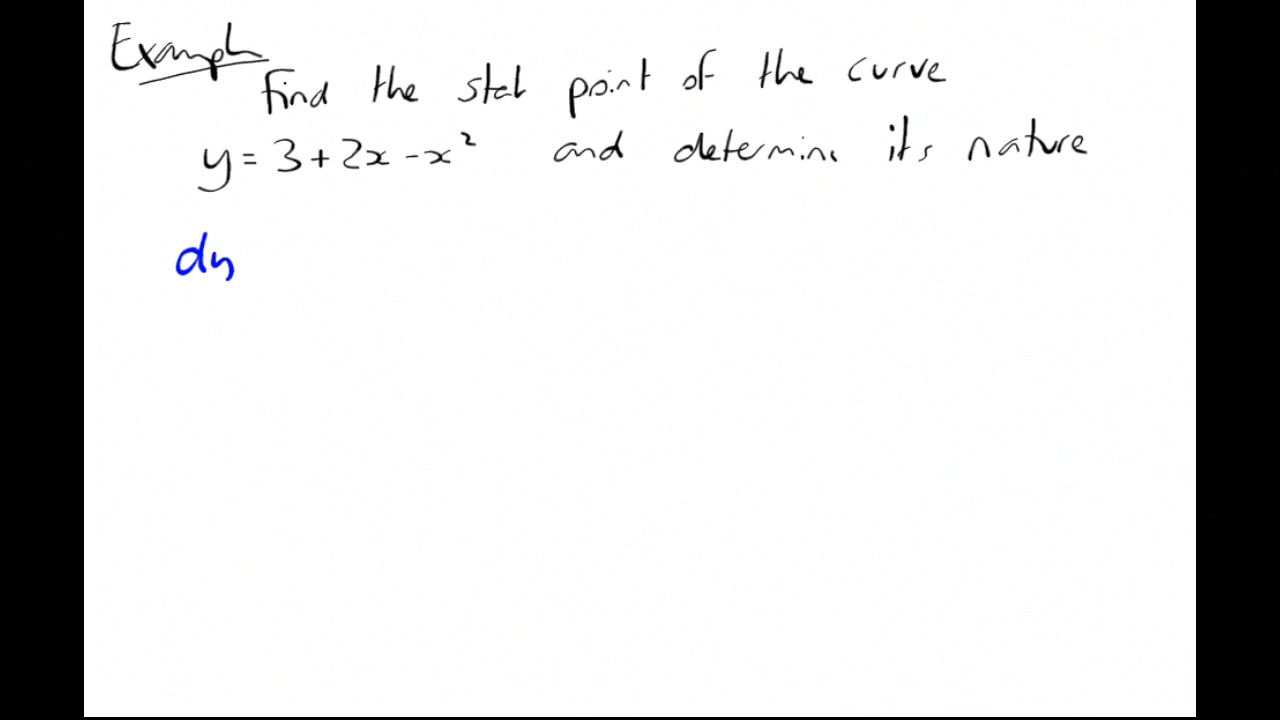 Example
Find the stat point of the curve
y = 3 + 2x - x² and determine its nature
dy